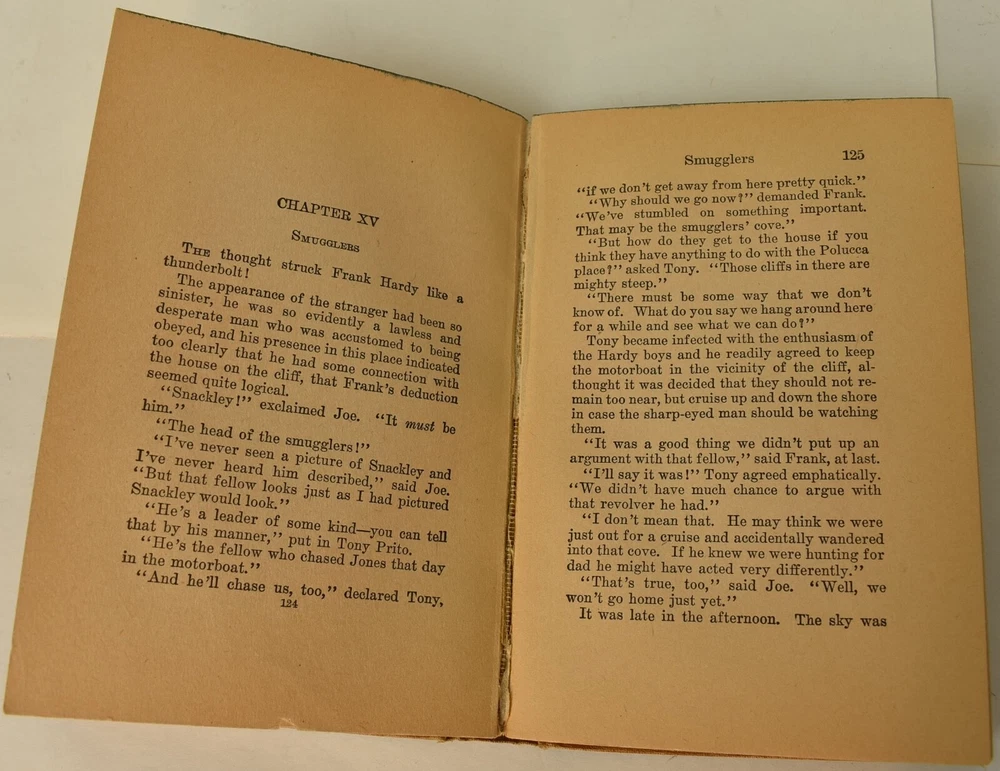 CHAPTER XV
SMUGGLERS
THE thought struck Frank Hardy like a
thunderbolt!
The appearance of the stranger had been so
sinister, he was so evidently a lawless and
desperate man who was accustomed to being
obeyed, and his presence in this place indicated
too clearly that he had some connection with
the house on the cliff, that Frank's deduction
seemed quite logical.
"Snackley!" exclaimed Joe. "It must be
him."
"The head of the smugglers!"
"I've never seen a picture of Snackley and
I've never heard him described," said Joe.
"But that fellow looks just as I had pictured
Snackley would look."
"He's a leader of some kind—you can tell
that by his manner," put in Tony Prito.
"He's the fellow who chased Jones that day
in the motorboat."
"And he'll chase us, too," declared Tony,
124
Smugglers 125
"if we don't get away from here pretty quick."
"Why should we go now?" demanded Frank.
"We've stumbled on something important.
That may be the smugglers' cove."
"But how do they get to the house if you
think they have anything to do with the Polucca
place?" asked Tony. "Those cliffs in there are
mighty steep."
"There must be some way that we don't
know of. What do you say we hang around here
for a while and see what we can do?"
Tony became infected with the enthusiasm of
the Hardy boys and he readily agreed to keep
the motorboat in the vicinity of the cliff, al-
thought it was decided that they should not re-
main too near, but cruise up and down the shore
in case the sharp-eyed man should be watching
them.
"It was a good thing we didn't put up an
argument with that fellow," said Frank, at last.
"I'll say it was!" Tony agreed emphatically.
"We didn't have much chance to argue with
that revolver he had."
"I don't mean that. He may think we were
just out for a cruise and accidentally wandered
into that cove. If he knew we were hunting for
dad he might have acted very differently."
"That's true, too," said Joe. "Well, we
won't go home just yet."
It was late in the afternoon. The sky was